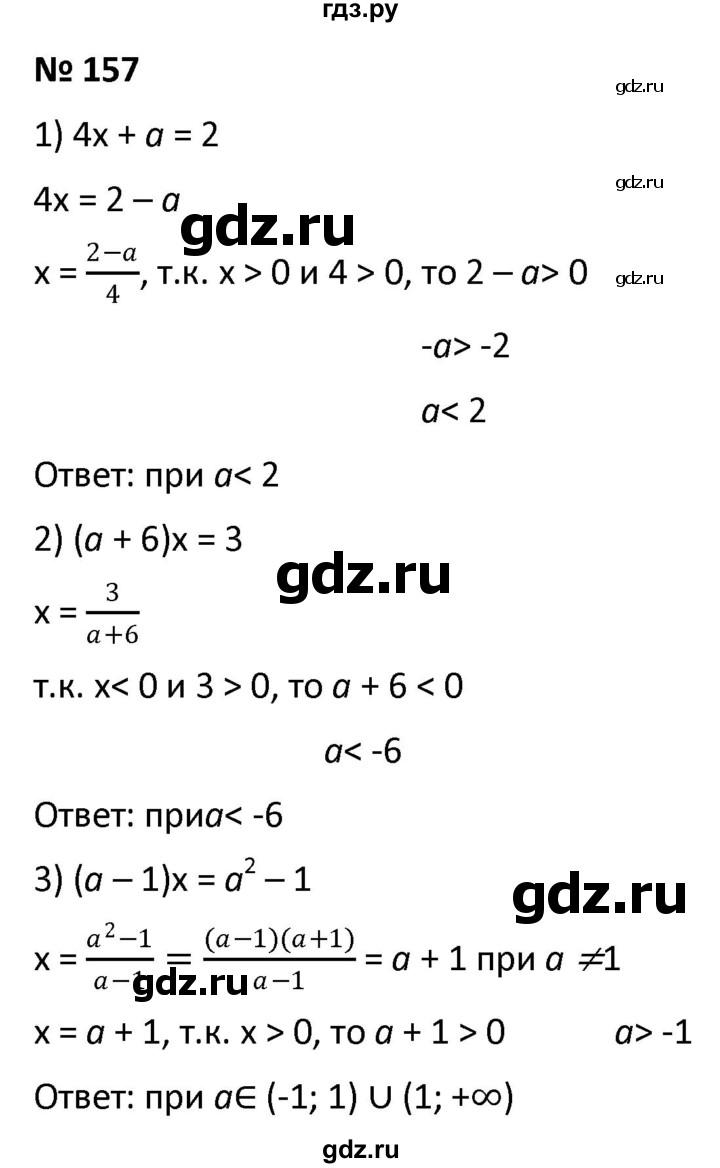 гдз.ру
№ 157
gdz.ru
1) 4x + a = 2
4x = 2 – a
gdz.ru
gdz.ru
x = \frac{2−a}{4}, т.к. x > 0 и 4 > 0, то 2 – a> 0
gdz.ru
-a> -2
a< 2
Ответ: при a< 2
2) (a + 6)x = 3
gdz.ru
x = \frac{3}{a+6}
т.к. x< 0 и 3 > 0, то a + 6 < 0
a< -6
Ответ: приa< -6
3) (a – 1)x = a² – 1
gdz.ru
x = \frac{a²−1}{a−1} = \frac{(a−1)(a+1)}{a−1} = a + 1 при a ≠1
gdz.ru
x = a + 1, т.к. x > 0, то a + 1 > 0 a> -1
Ответ: при a∈ (-1; 1) ∪ (1; +∞)
gdz.ru